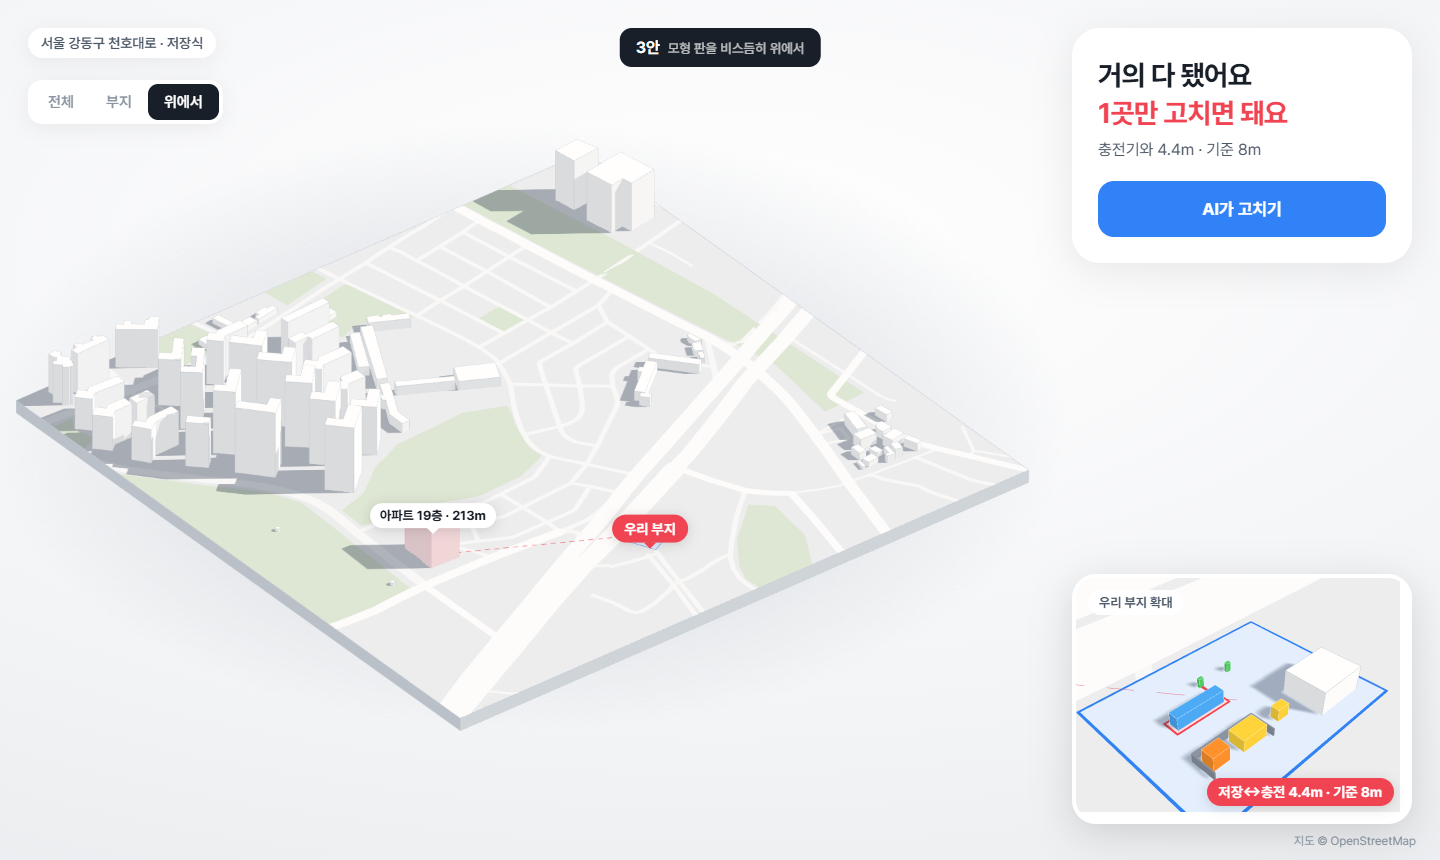 서울 강동구 천호대로 · 저장식
3안 모형 판을 비스듬히 위에서
전체 부지 위에서
거의 다 됐어요
1곳만 고치면 돼요
충전기와 4.4m · 기준 8m
AI가 고치기
아파트 19층 · 213m
우리 부지
우리 부지 확대
저장↔충전 4.4m · 기준 8m
지도 © OpenStreetMap